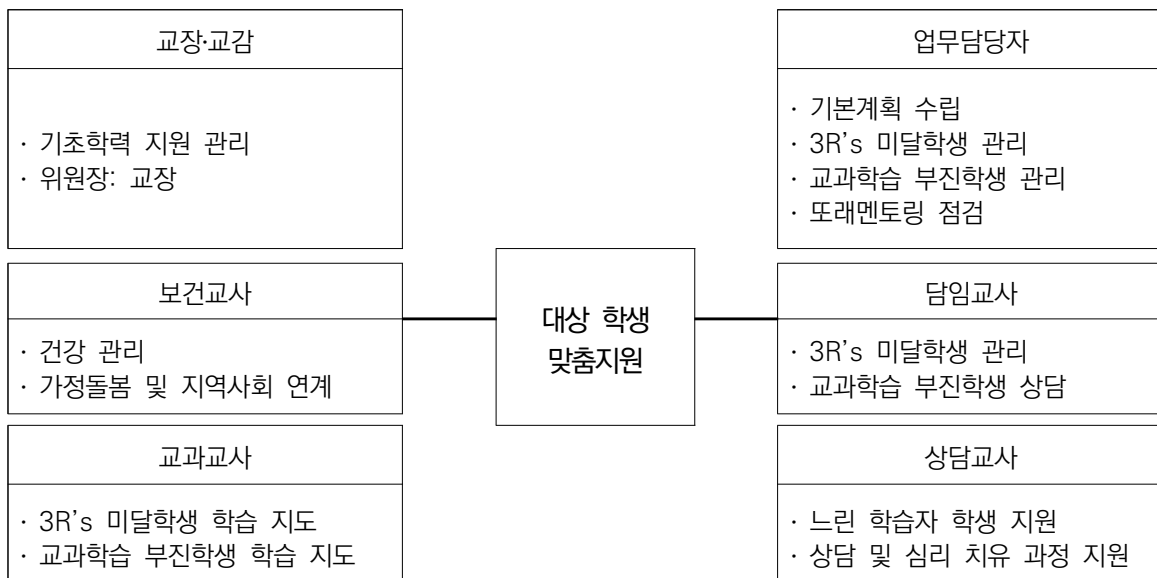 교장·교감
· 기초학력 지원 관리
· 위원장: 교장
업무담당자
· 기본계획 수립
· 3R’s 미달학생 관리
· 교과학습 부진학생 관리
· 또래멘토링 점검
보건교사
· 건강 관리
· 가정돌봄 및 지역사회 연계
대상 학생
맞춤지원
담임교사
· 3R’s 미달학생 관리
· 교과학습 부진학생 상담
교과교사
· 3R’s 미달학생 학습 지도
· 교과학습 부진학생 학습 지도
상담교사
· 느린 학습자 학생 지원
· 상담 및 심리 치유 과정 지원